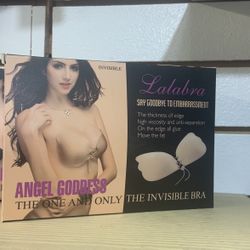 INVISIBLE
Lalabra
SAY GOODBYE TO EMBARRASSMENT
The thickness of edge
high viscosity and anti-separation
On the edge all glue
Move the fat
ANGEL GODDESS
THE ONE AND ONLY THE INVISIBLE BRA